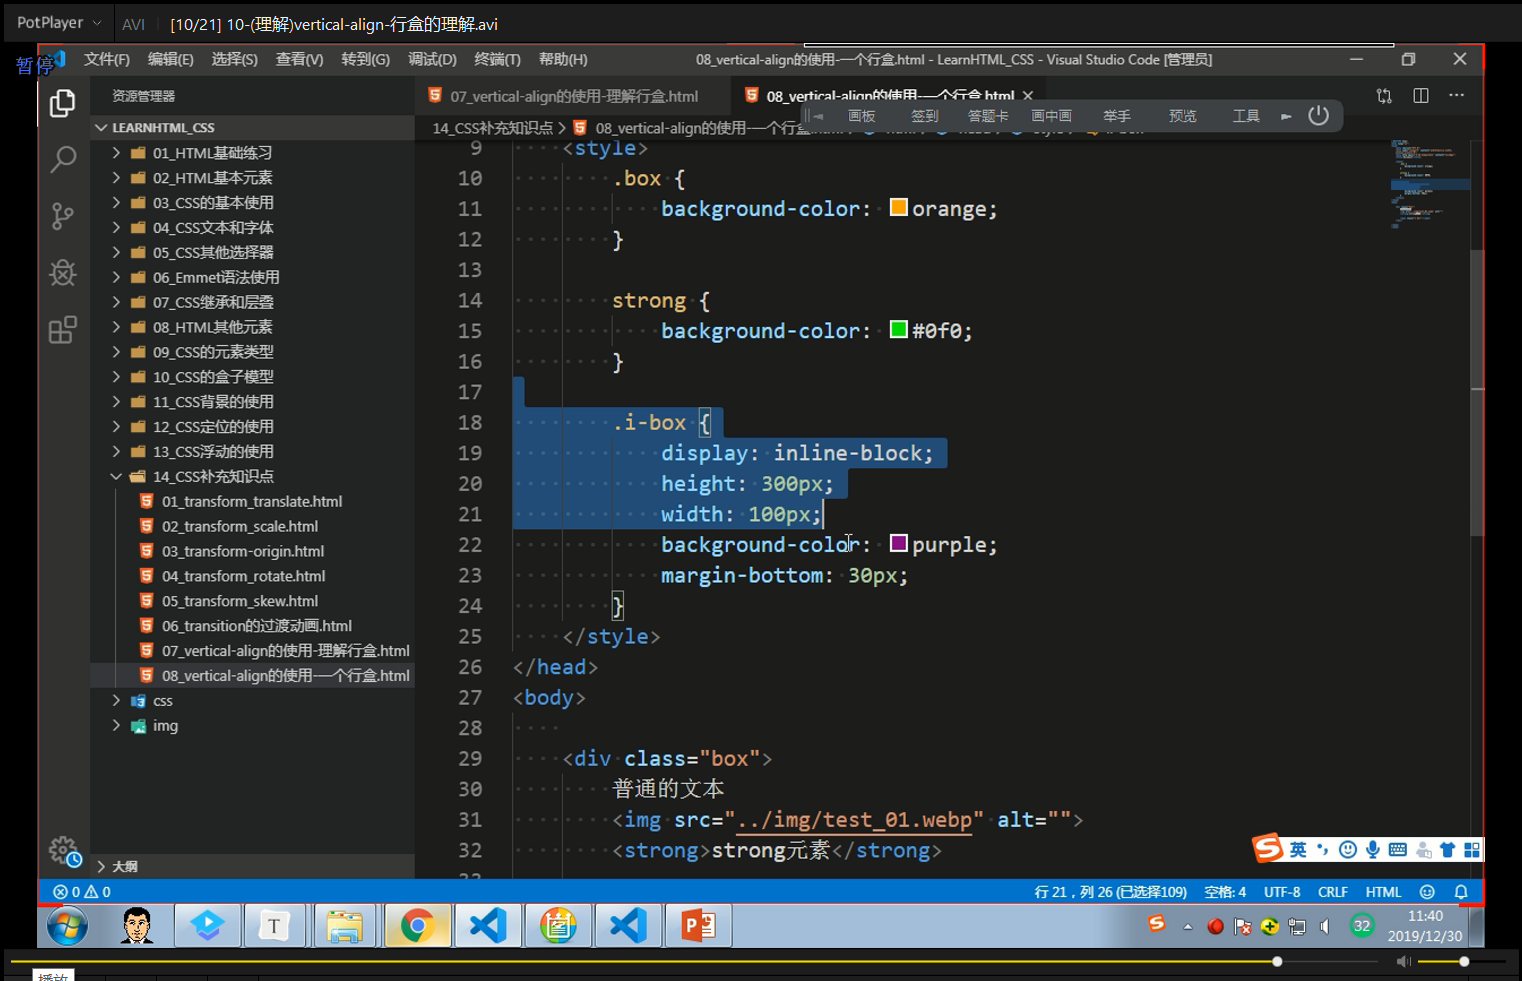 PotPlayer
AVI
[10/21] 10-(理解)vertical-align-行盒的理解.avi
暂停
文件(F) 编辑(E) 选择(S) 查看(V) 转到(G) 调试(D) 终端(T) 帮助(H)
08_vertical-align的使用-一个行盒.html - LearnHTML_CSS - Visual Studio Code [管理员]
资源管理器
LEARNHTML_CSS
01_HTML基础练习
02_HTML基本元素
03_CSS的基本使用
04_CSS文本和字体
05_CSS其他选择器
06_Emmet语法使用
07_CSS继承和层叠
08_HTML其他元素
09_CSS的元素类型
10_CSS的盒子模型
11_CSS背景的使用
12_CSS定位的使用
13_CSS浮动的使用
14_CSS补充知识点
01_transform_translate.html
02_transform_scale.html
03_transform-origin.html
04_transform_rotate.html
05_transform_skew.html
06_transition的过渡动画.html
07_vertical-align的使用-理解行盒.html
08_vertical-align的使用-一个行盒.html
css
img
大纲
07_vertical-align的使用-理解行盒.html
08_vertical-align的使用-一个行盒.html
画板 签到 答题卡 画中画 举手 预览 工具
14_CSS补充知识点 > 08_vertical-align的使用-一个行盒
9 <style>
10 .box {
11 background-color: orange;
12 }
13
14 strong {
15 background-color: #0f0;
16 }
17
18 .i-box {
19 display: inline-block;
20 height: 300px;
21 width: 100px;
22 background-color: purple;
23 margin-bottom: 30px;
24 }
25 </style>
26 </head>
27 <body>
28
29 <div class="box">
30 普通的文本
31 <img src="../img/test_01.webp" alt="">
32 <strong>strong元素</strong>
英
0 0
行 21，列 26 (已选择109) 空格: 4 UTF-8 CRLF HTML
T
32
11:40
2019/12/30
播放